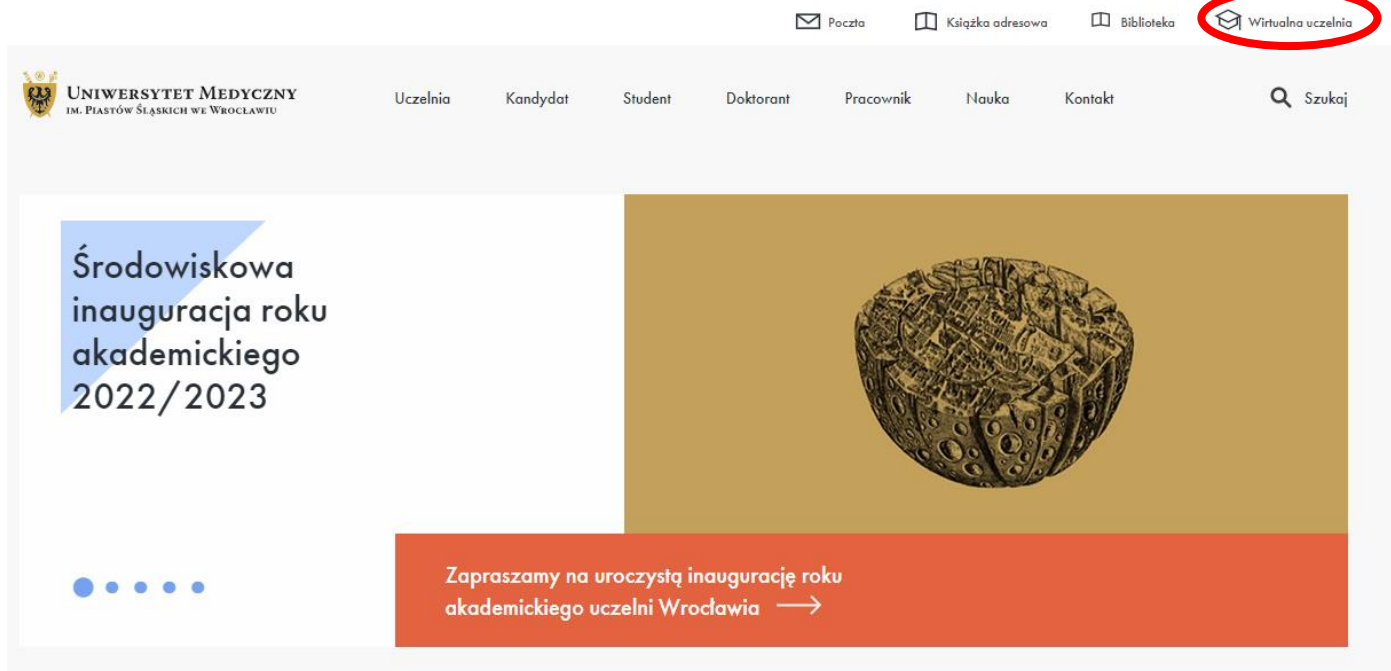 Poczta Książka adresowa Biblioteka Wirtualna uczelnia
UNIWERSYTET MEDYCZNY
IM. PIASTÓW ŚLĄSKICH WE WROCŁAWIU
Uczelnia Kandydat Student Doktorant Pracownik Nauka Kontakt Szukaj
Środowiskowa
inauguracja roku
akademickiego
2022/2023
Zapraszamy na uroczystą inaugurację roku
akademickiego uczelni Wrocławia